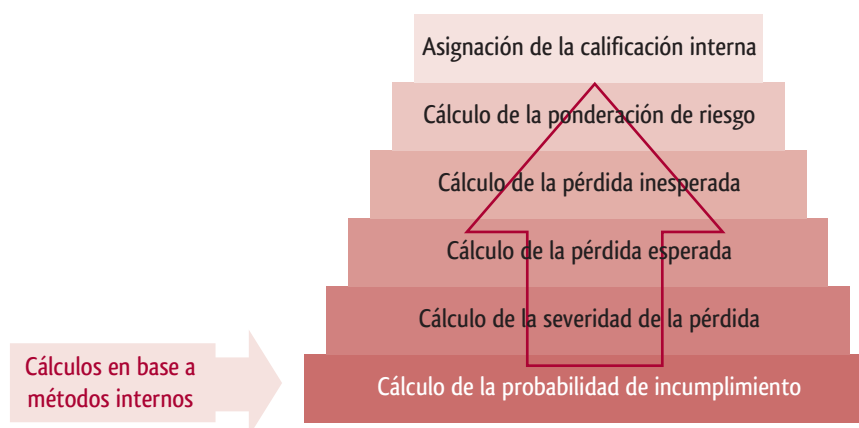 Asignación de la calificación interna
Cálculo de la ponderación de riesgo
Cálculo de la pérdida inesperada
Cálculo de la pérdida esperada
Cálculo de la severidad de la pérdida
Cálculo de la probabilidad de incumplimiento
Cálculos en base a
métodos internos